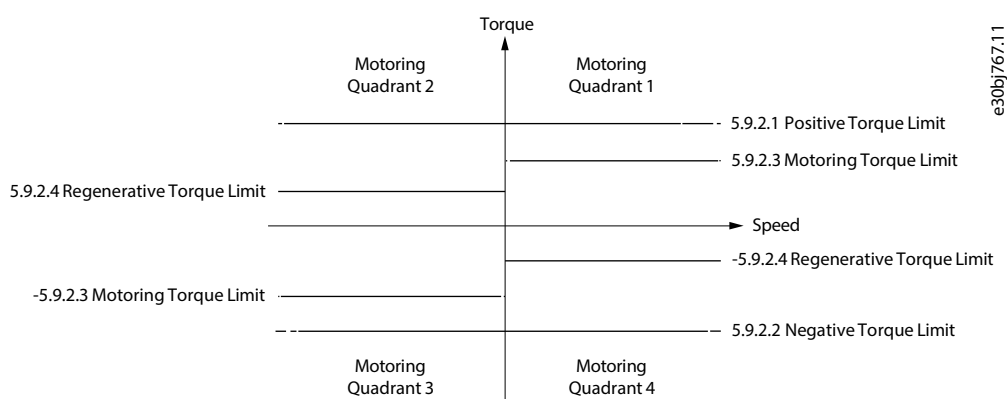 Torque
Motoring
Quadrant 2
Motoring
Quadrant 1
e30bj767.11
5.9.2.1 Positive Torque Limit
5.9.2.3 Motoring Torque Limit
5.9.2.4 Regenerative Torque Limit
Speed
-5.9.2.4 Regenerative Torque Limit
-5.9.2.3 Motoring Torque Limit
5.9.2.2 Negative Torque Limit
Motoring
Quadrant 3
Motoring
Quadrant 4